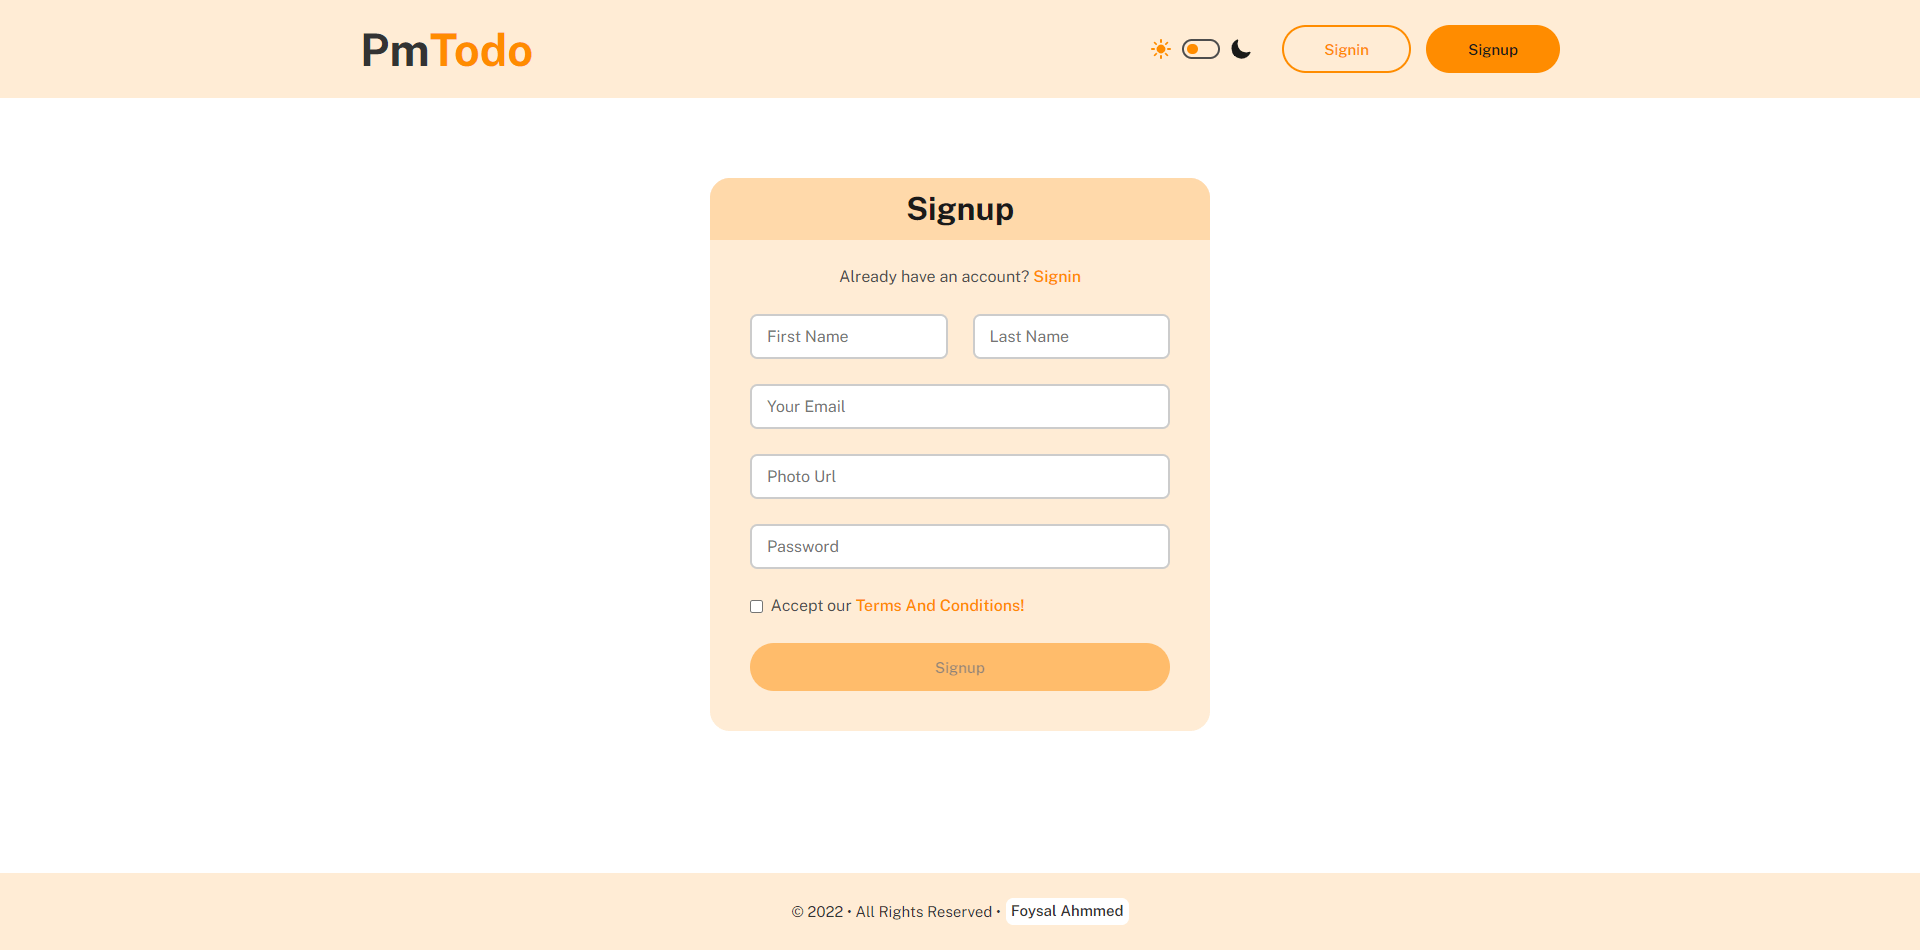 PmTodo
Signin
Signup
Signup
Already have an account? Signin
First Name
Last Name
Your Email
Photo Url
Password
Accept our Terms And Conditions!
Signup
© 2022 • All Rights Reserved • Foysal Ahmmed